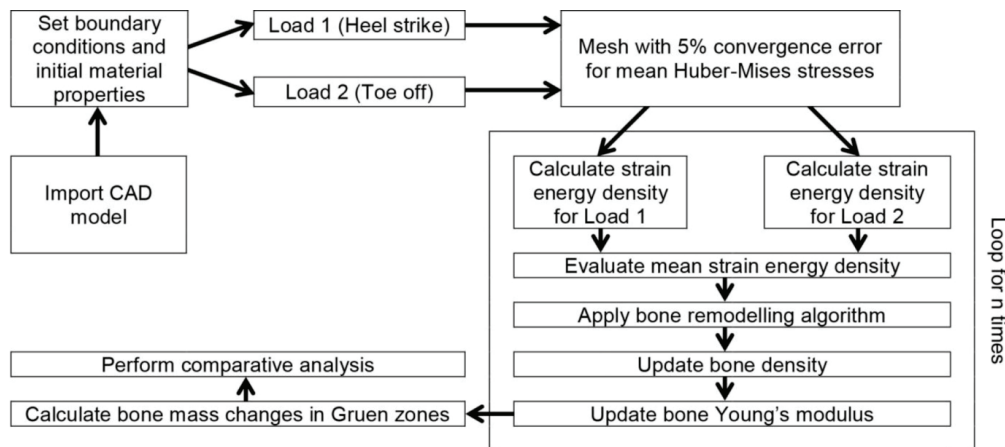 Set boundary
conditions and
initial material
properties
Load 1 (Heel strike)
Load 2 (Toe off)
Mesh with 5% convergence error
for mean Huber-Mises stresses
Import CAD
model
Calculate strain
energy density
for Load 1
Calculate strain
energy density
for Load 2
Loop for n times
Evaluate mean strain energy density
Apply bone remodelling algorithm
Update bone density
Update bone Young's modulus
Calculate bone mass changes in Gruen zones
Perform comparative analysis